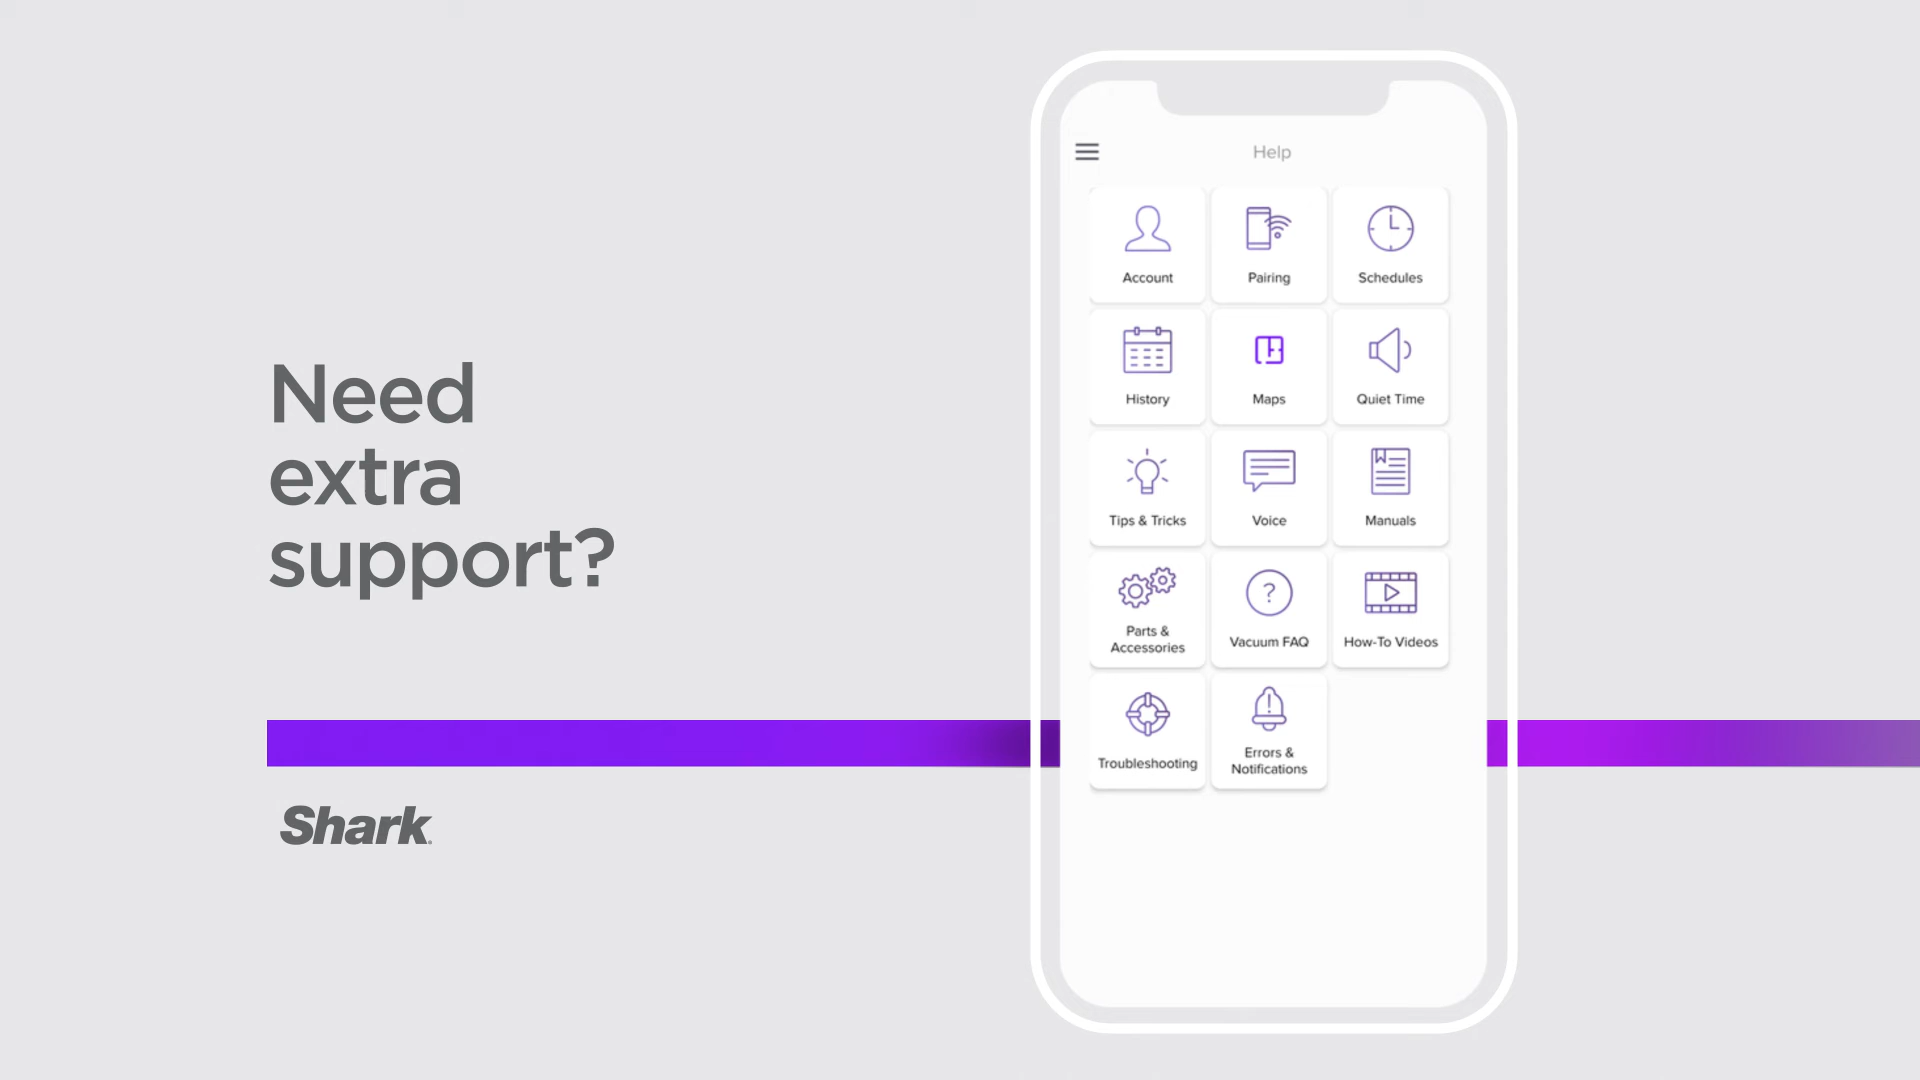 Need
extra
support?
Shark
Help
Account
Pairing
Schedules
History
Maps
Quiet Time
Tips & Tricks
Voice
Manuals
Parts &
Accessories
Vacuum FAQ
?
How-To Videos
Troubleshooting
Errors &
Notifications